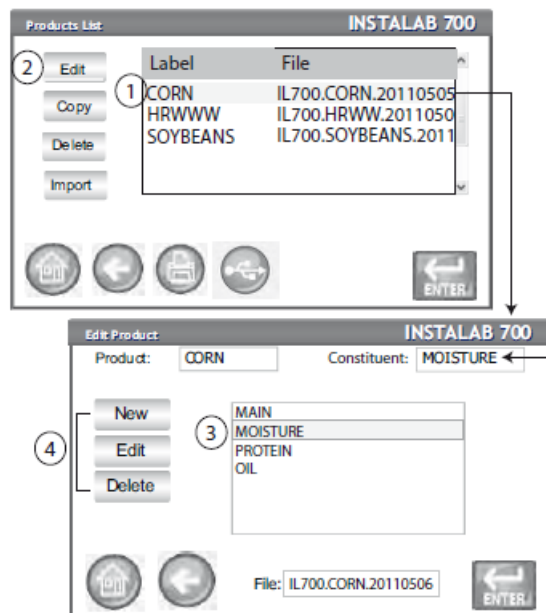 Products List INSTALAB 700
2 Edit Label File
1 CORN IL700.CORN.20110505
Copy HRWWW IL700.HRWW.2011050
SOYBEANS IL700.SOYBEANS.2011
Delete
Import
ENTER
Edit Product INSTALAB 700
Product: CORN Constituent: MOISTURE
New MAIN
3 MOISTURE
4 Edit PROTEIN
OIL
Delete
File: IL700.CORN.20110506
ENTER